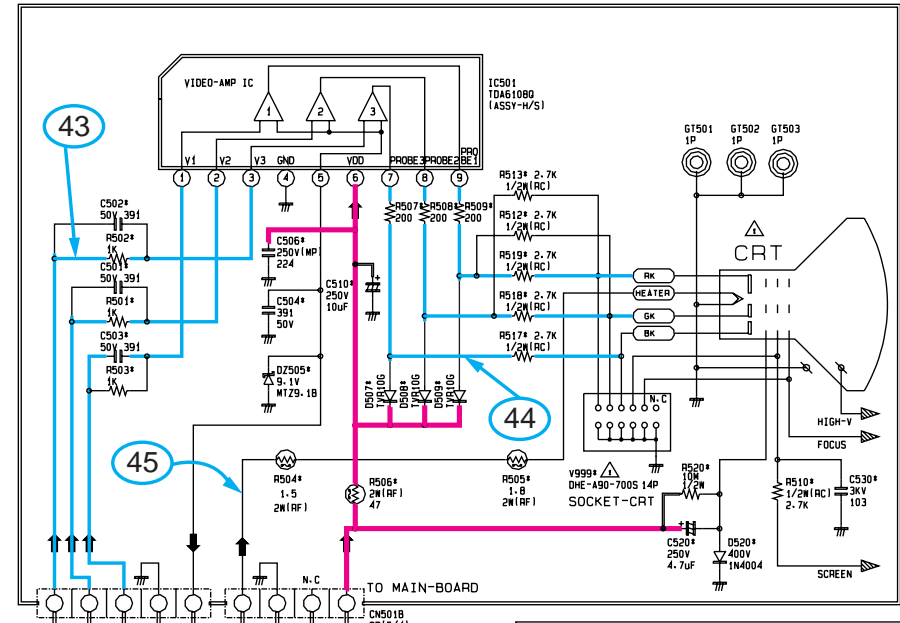 VIDEO-AMP IC
IC501
TDA6108Q
(ASSY-H/S)
1
2
3
43
V1
V2
V3
GND
VDD
PROBE3
PROBE2
PRO
BE1
1
2
3
4
5
6
7
8
9
GT501
1P
GT502
1P
GT503
1P
C502*
50V 391
R502*
1K
C501*
50V 391
R501*
1K
C503*
50V 391
R503*
1K
C506*
250V(MP)
224
C504*
391
50V
DZ505*
9.1V
MTZ9.1B
C510*
250V
10uF
R507*
200
R508*
200
R509*
200
R513* 2.7K
1/2W(RC)
R512* 2.7K
1/2W(RC)
R519* 2.7K
1/2W(RC)
R518* 2.7K
1/2W(RC)
R517* 2.7K
1/2W(RC)
RK
HEATER
GK
BK
CRT
D507*
TVR10G
D508*
TVR10G
D509*
TVR10G
44
45
N.C
V999*
DHE-A90-700S 14P
SOCKET-CRT
HIGH-V
FOCUS
SCREEN
R504*
1.5
2W(RF)
R506*
2W(RF)
47
R505*
1.8
2W(RF)
R520*
10M
1/2W
R510*
1/2W(RC)
2.7K
C530*
3KV
103
C520*
250V
4.7uF
D520*
400V
1N4004
N.C
TO MAIN-BOARD
CN501B